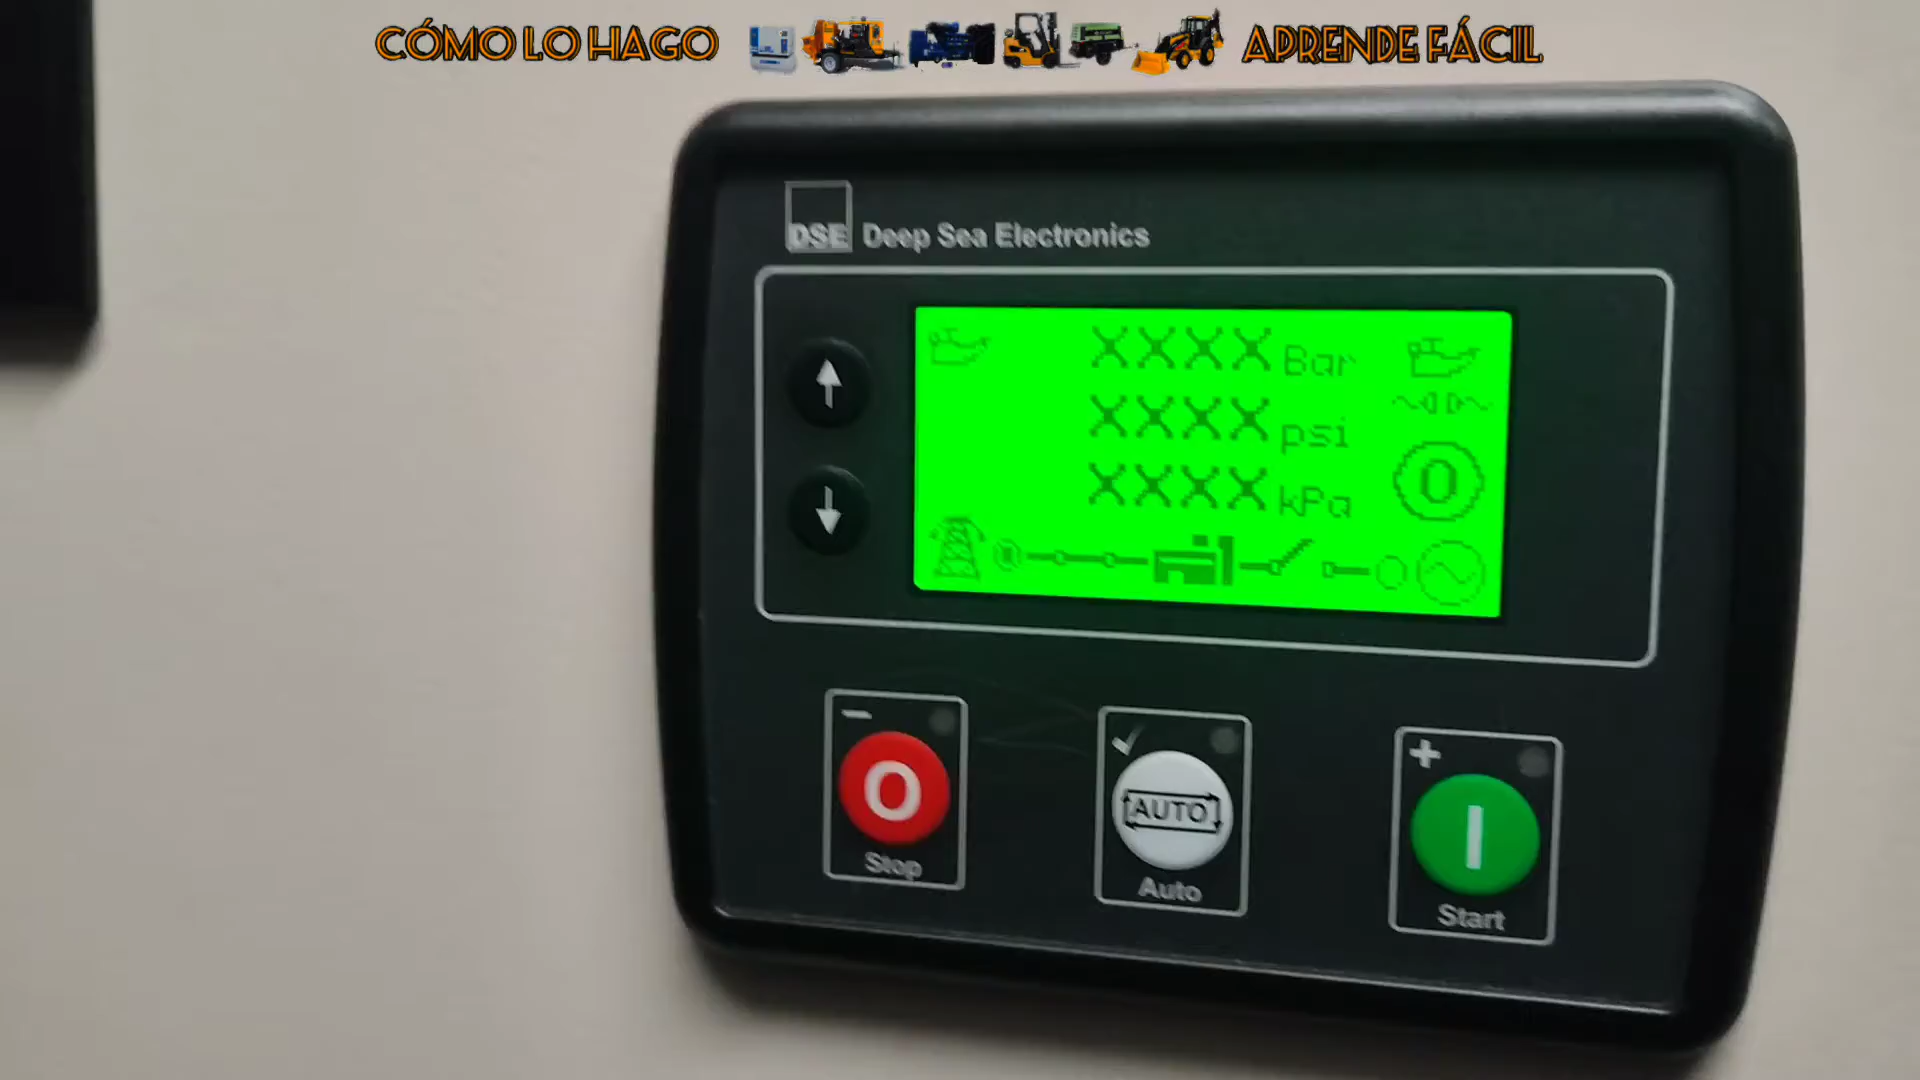 CÓMO LO HAGO APRENDE FÁCIL
DSE Deep Sea Electronics
XXXX Bar
XXXX psi
XXXX kPa
0
O
Stop
AUTO
Auto
I
Start